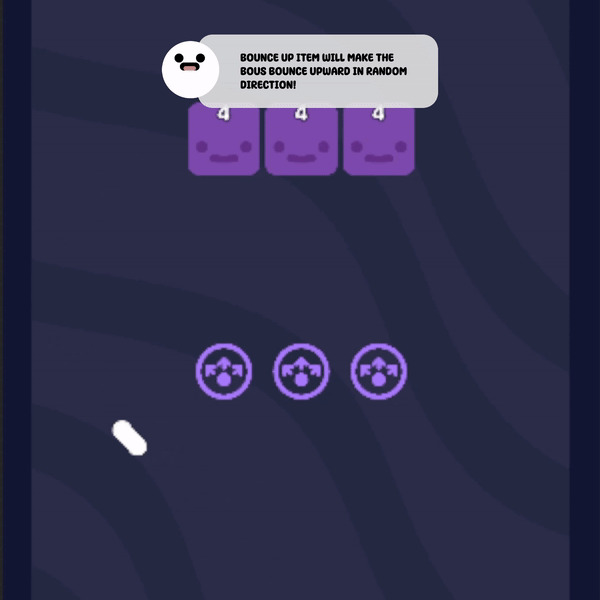 BOUNCE UP ITEM WILL MAKE THE
BOUS BOUNCE UPWARD IN RANDOM
DIRECTION!
4 4 4